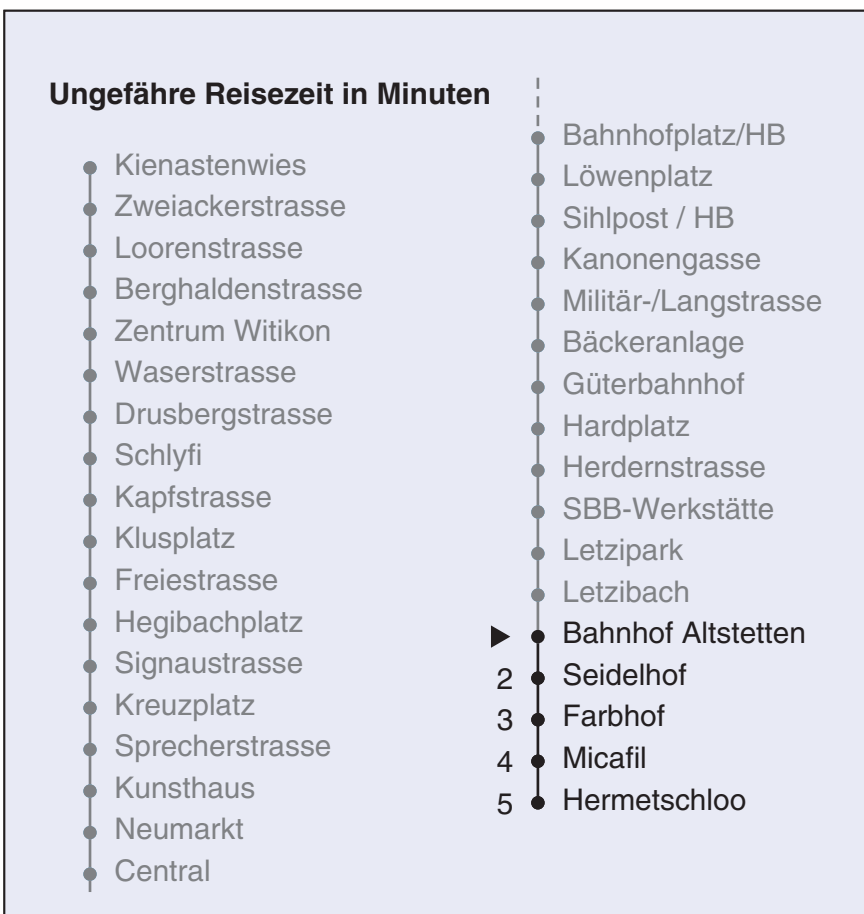 Ungefähre Reisezeit in Minuten
Kienastenwies
Zweiackerstrasse
Loorenstrasse
Berghaldenstrasse
Zentrum Witikon
Waserstrasse
Drusbergstrasse
Schlyfi
Kapfstrasse
Klusplatz
Freiestrasse
Hegibachplatz
Signaustrasse
Kreuzplatz
Sprecherstrasse
Kunsthaus
Neumarkt
Central
Bahnhofplatz/HB
Löwenplatz
Sihlpost / HB
Kanonengasse
Militär-/Langstrasse
Bäckeranlage
Güterbahnhof
Hardplatz
Herdernstrasse
SBB-Werkstätte
Letzipark
Letzibach
Bahnhof Altstetten
2 Seidelhof
3 Farbhof
4 Micafil
5 Hermetschloo